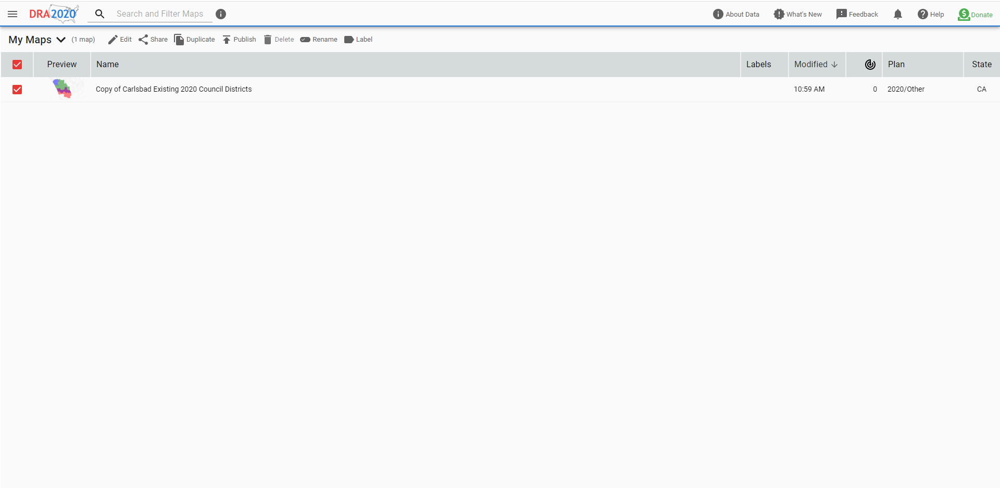 DRA2020 Search and Filter Maps About Data What's New Feedback Help Donate
My Maps (1 map) Edit Share Duplicate Publish Delete Rename Label
Preview Name Labels Modified Plan State
Copy of Carlsbad Existing 2020 Council Districts 10:59 AM 0 2020/Other CA